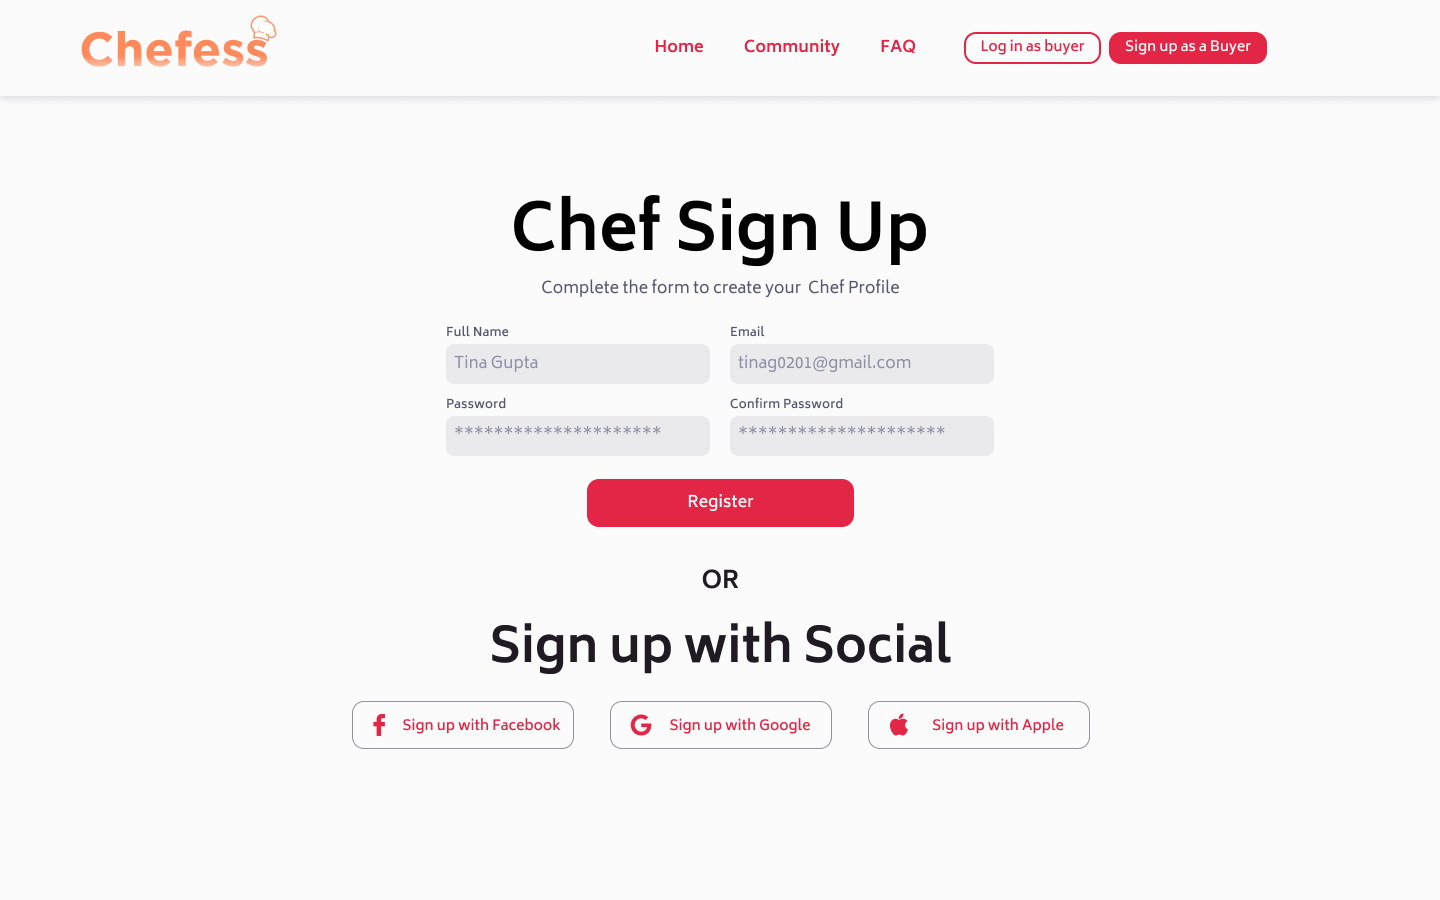 Chefess
Home Community FAQ Log in as buyer Sign up as a Buyer
Chef Sign Up
Complete the form to create your Chef Profile
Full Name Email
Tina Gupta tinag0201@gmail.com
Password Confirm Password
********************* *********************
Register
OR
Sign up with Social
Sign up with Facebook Sign up with Google Sign up with Apple